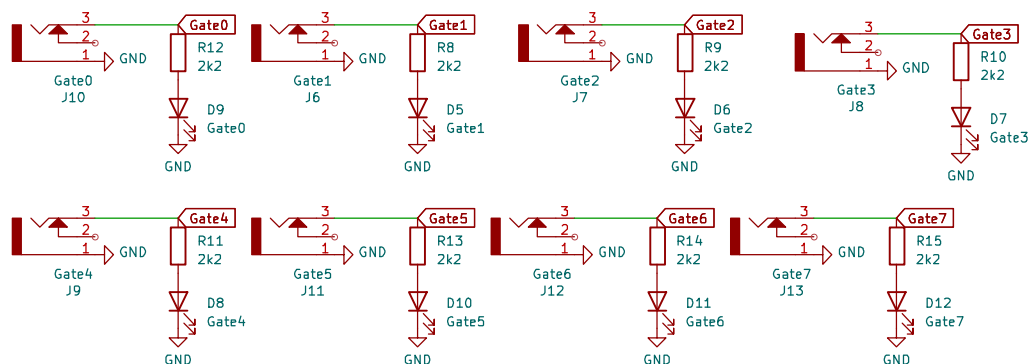 3 Gate0
2
1 GND
R12
2k2
Gate0
J10
D9
Gate0
GND
3 Gate1
2
1 GND
R8
2k2
Gate1
J6
D5
Gate1
GND
3 Gate2
2
1 GND
R9
2k2
Gate2
J7
D6
Gate2
GND
3 Gate3
2
1 GND
R10
2k2
Gate3
J8
D7
Gate3
GND
3 Gate4
2
1 GND
R11
2k2
Gate4
J9
D8
Gate4
GND
3 Gate5
2
1 GND
R13
2k2
Gate5
J11
D10
Gate5
GND
3 Gate6
2
1 GND
R14
2k2
Gate6
J12
D11
Gate6
GND
3 Gate7
2
1 GND
R15
2k2
Gate7
J13
D12
Gate7
GND